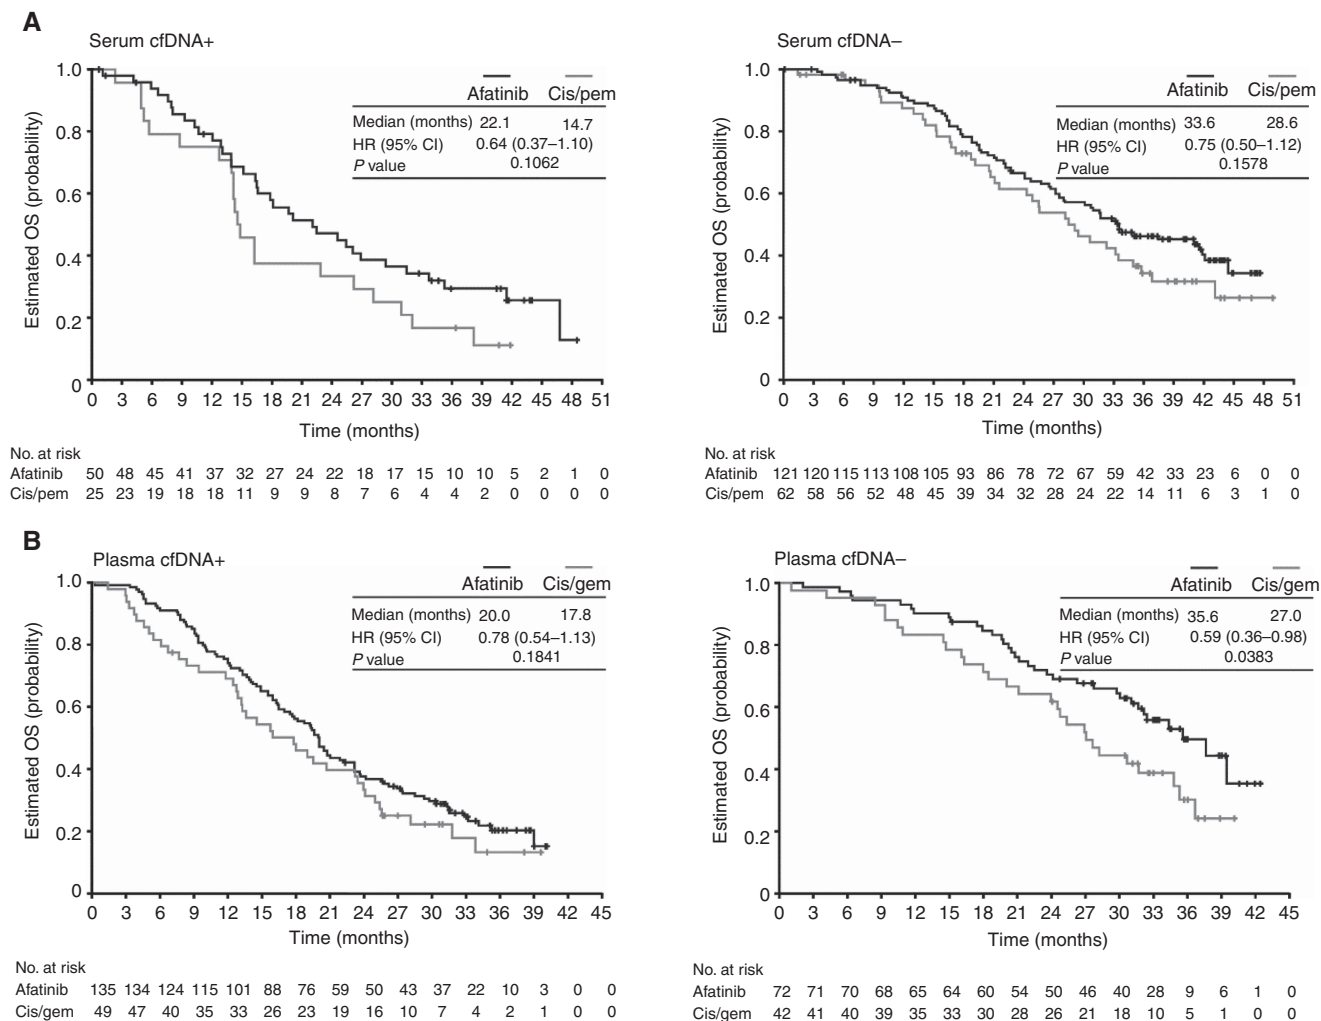 A
Serum cfDNA+
Afatinib Cis/pem
Median (months) 22.1 14.7
HR (95% CI) 0.64 (0.37–1.10)
P value 0.1062
Estimated OS (probability)
1.0
0.8
0.6
0.4
0.2
0
0 3 6 9 12 15 18 21 24 27 30 33 36 39 42 45 48 51
Time (months)
No. at risk
Afatinib 50 48 45 41 37 32 27 24 22 18 17 15 10 10 5 2 1 0
Cis/pem 25 23 19 18 18 11 9 9 8 7 6 4 4 2 0 0 0 0
Serum cfDNA–
Afatinib Cis/pem
Median (months) 33.6 28.6
HR (95% CI) 0.75 (0.50–1.12)
P value 0.1578
Estimated OS (probability)
1.0
0.8
0.6
0.4
0.2
0
0 3 6 9 12 15 18 21 24 27 30 33 36 39 42 45 48 51
Time (months)
No. at risk
Afatinib 121 120 115 113 108 105 93 86 78 72 67 59 42 33 23 6 0 0
Cis/pem 62 58 56 52 48 45 39 34 32 28 24 22 14 11 6 3 1 0
B
Plasma cfDNA+
Afatinib Cis/gem
Median (months) 20.0 17.8
HR (95% CI) 0.78 (0.54–1.13)
P value 0.1841
Estimated OS (probability)
1.0
0.8
0.6
0.4
0.2
0
0 3 6 9 12 15 18 21 24 27 30 33 36 39 42 45
Time (months)
No. at risk
Afatinib 135 134 124 115 101 88 76 59 50 43 37 22 10 3 0 0
Cis/gem 49 47 40 35 33 26 23 19 16 10 7 4 2 1 0 0
Plasma cfDNA–
Afatinib Cis/gem
Median (months) 35.6 27.0
HR (95% CI) 0.59 (0.36–0.98)
P value 0.0383
Estimated OS (probability)
1.0
0.8
0.6
0.4
0.2
0
0 3 6 9 12 15 18 21 24 27 30 33 36 39 42 45
Time (months)
No. at risk
Afatinib 72 71 70 68 65 64 60 54 50 46 40 28 9 6 1 0
Cis/gem 42 41 40 39 35 33 30 28 26 21 18 10 5 1 0 0